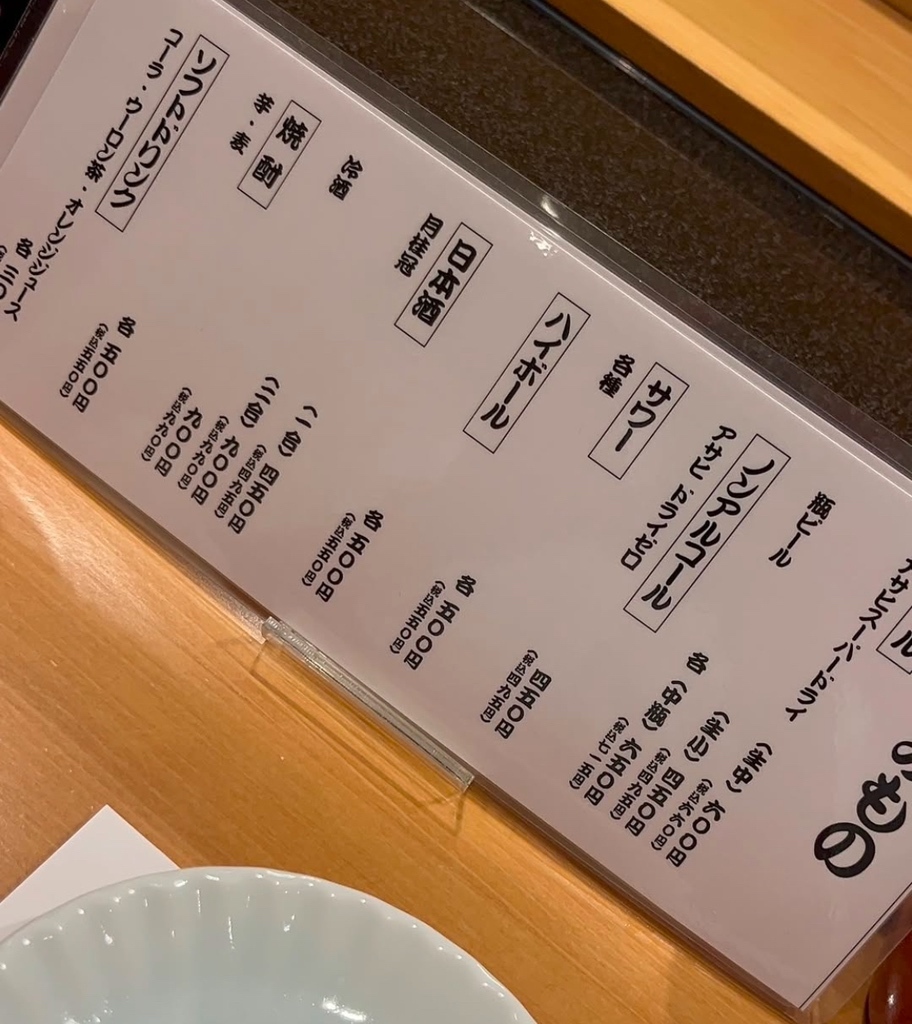 のもの
ル
アサヒスーパードライ
（生中） 六〇〇円
（税込六六〇円）
（生小） 四五〇円
（税込四九五円）
瓶ビール
各（中瓶） 六五〇円
（税込七一五円）
ノンアルコール
アサヒ ドライゼロ
四五〇円
（税込四九五円）
サワー
各種
各 五〇〇円
（税込五五〇円）
ハイボール
各 五〇〇円
（税込五五〇円）
日本酒
月桂冠
（一合） 四五〇円
（税込四九五円）
（二合） 九〇〇円
（税込九九〇円）
冷酒
九〇〇円
（税込九九〇円）
焼酎
芋・麦
各 五〇〇円
（税込五五〇円）
ソフトドリンク
コーラ・ウーロン茶・オレンジジュース
各 三〇
（税